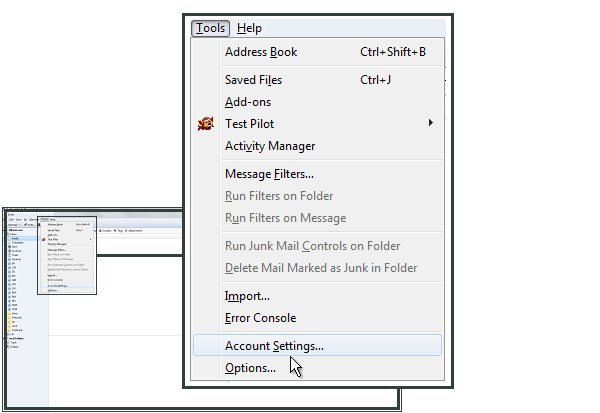 Tools Help
Address Book Ctrl+Shift+B
Saved Files Ctrl+J
Add-ons
Test Pilot
Activity Manager
Message Filters...
Run Filters on Folder
Run Filters on Message
Run Junk Mail Controls on Folder
Delete Mail Marked as Junk in Folder
Import...
Error Console
Account Settings...
Options...